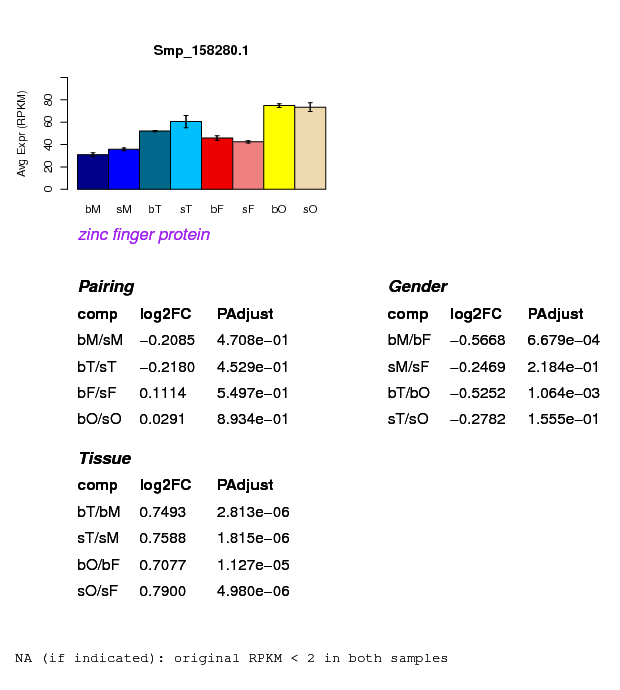 Smp_158280.1
Avg Expr (RPKM)
0 20 40 60 80
bM sM bT sT bF sF bO sO
zinc finger protein
Pairing
comp log2FC PAdjust
bM/sM −0.2085 4.708e−01
bT/sT −0.2180 4.529e−01
bF/sF 0.1114 5.497e−01
bO/sO 0.0291 8.934e−01
Gender
comp log2FC PAdjust
bM/bF −0.5668 6.679e−04
sM/sF −0.2469 2.184e−01
bT/bO −0.5252 1.064e−03
sT/sO −0.2782 1.555e−01
Tissue
comp log2FC PAdjust
bT/bM 0.7493 2.813e−06
sT/sM 0.7588 1.815e−06
bO/bF 0.7077 1.127e−05
sO/sF 0.7900 4.980e−06
NA (if indicated): original RPKM < 2 in both samples